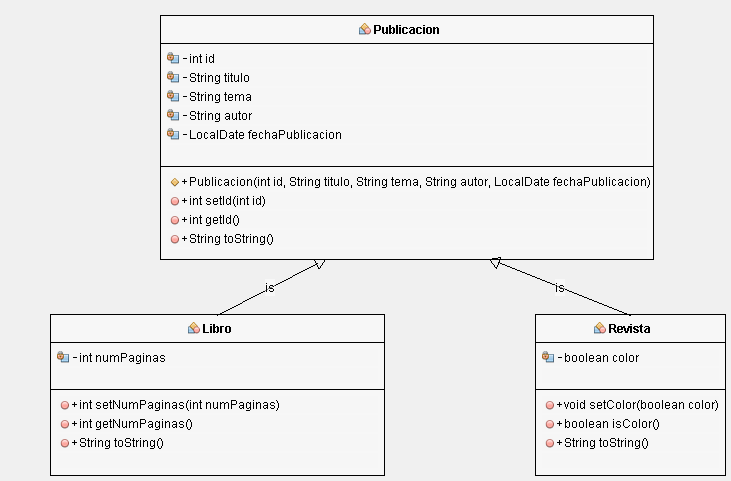 Publicacion
- int id
- String titulo
- String tema
- String autor
- LocalDate fechaPublicacion
+ Publicacion(int id, String titulo, String tema, String autor, LocalDate fechaPublicacion)
+ int setId(int id)
+ int getId()
+ String toString()
is
is
Libro
- int numPaginas
+ int setNumPaginas(int numPaginas)
+ int getNumPaginas()
+ String toString()
Revista
- boolean color
+ void setColor(boolean color)
+ boolean isColor()
+ String toString()